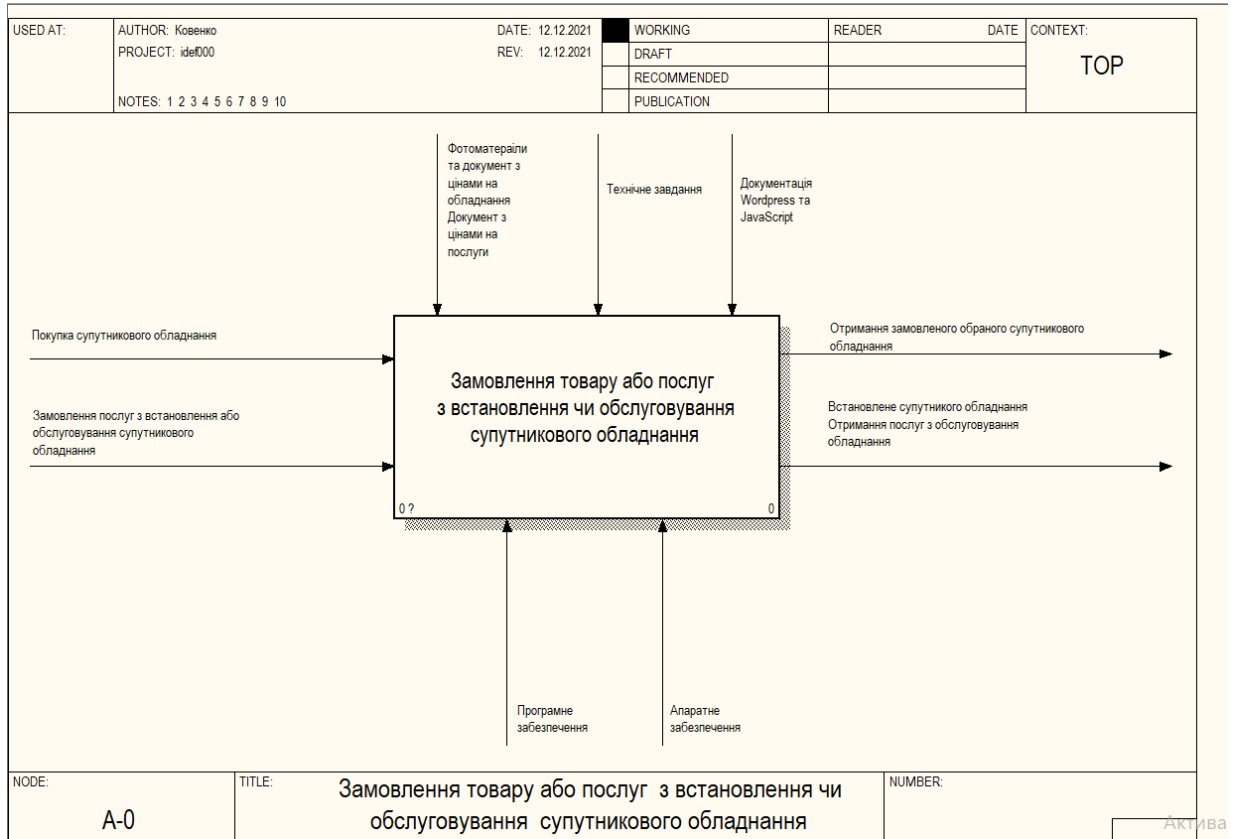 USED AT:
AUTHOR: Ковенко
DATE: 12.12.2021
PROJECT: idef000
REV: 12.12.2021
NOTES: 1 2 3 4 5 6 7 8 9 10
WORKING
DRAFT
RECOMMENDED
PUBLICATION
READER DATE
CONTEXT:
TOP
Фотоматераіли
та документ з
цінами на
обладнання
Документ з
цінами на
послуги
Технічне завдання
Документація
Wordpress та
JavaScript
Покупка супутникового обладнання
Замовлення послуг з встановлення або
обслуговування супутникового
обладнання
Замовлення товару або послуг
з встановлення чи обслуговування
супутникового обладнання
0 ?
0
Отримання замовленого обраного супутникового
обладнання
Встановлене супутникого обладнання
Отримання послуг з обслуговування
обладнання
Програмне
забезпечення
Апаратне
забезпечення
NODE:
A-0
TITLE:
Замовлення товару або послуг з встановлення чи
обслуговування супутникового обладнання
NUMBER:
Актива